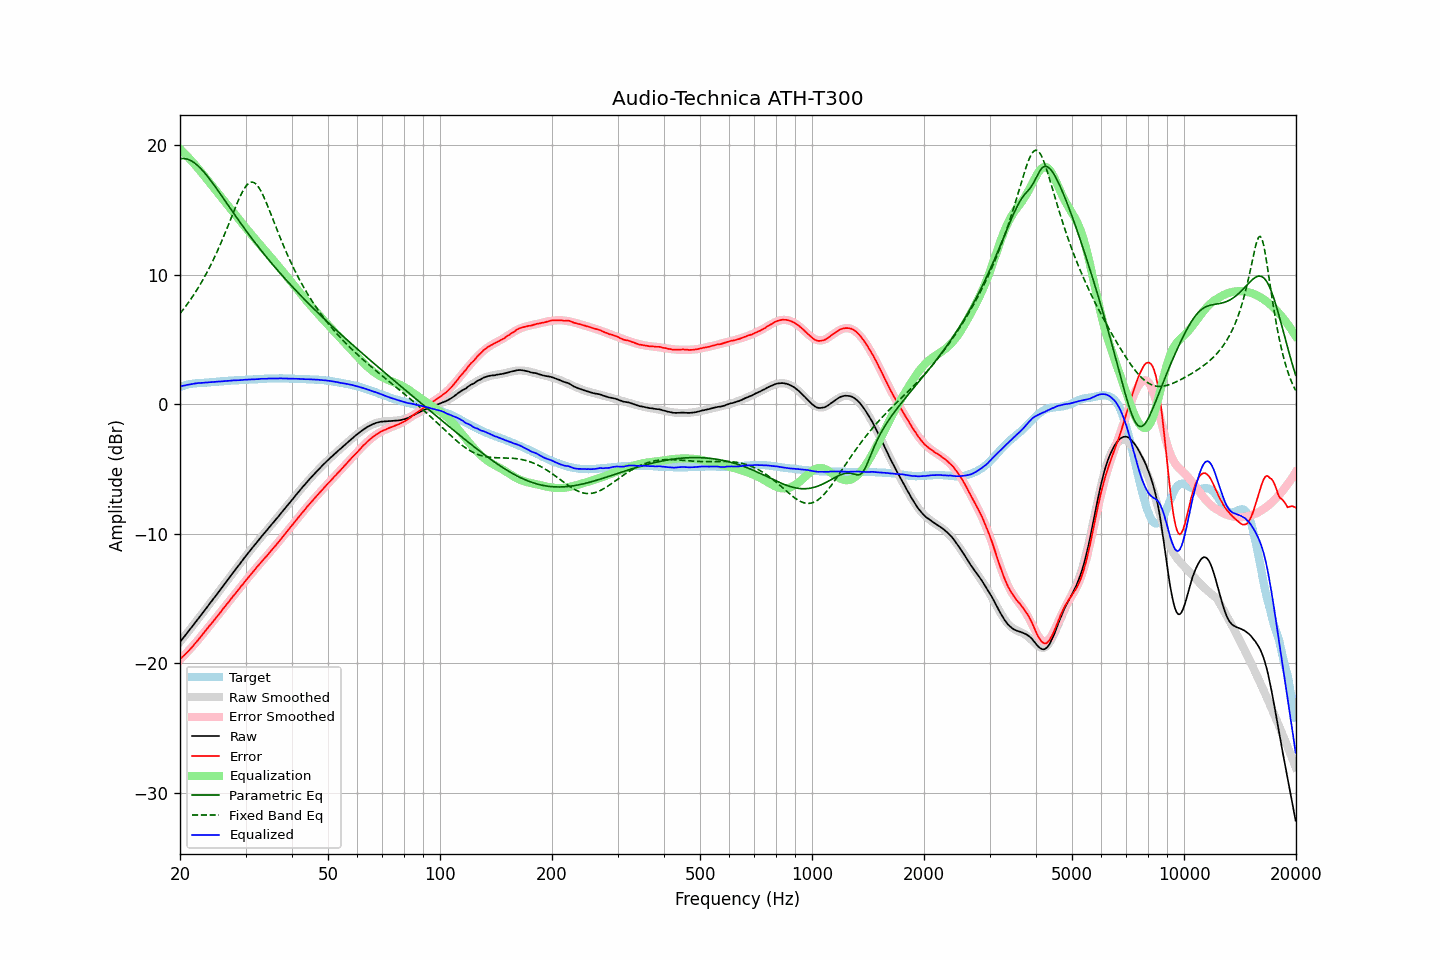 Audio-Technica ATH-T300
Amplitude (dBr)
20
10
0
−10
−20
−30
Target
Raw Smoothed
Error Smoothed
Raw
Error
Equalization
Parametric Eq
Fixed Band Eq
Equalized
20 50 100 200 500 1000 2000 5000 10000 20000
Frequency (Hz)